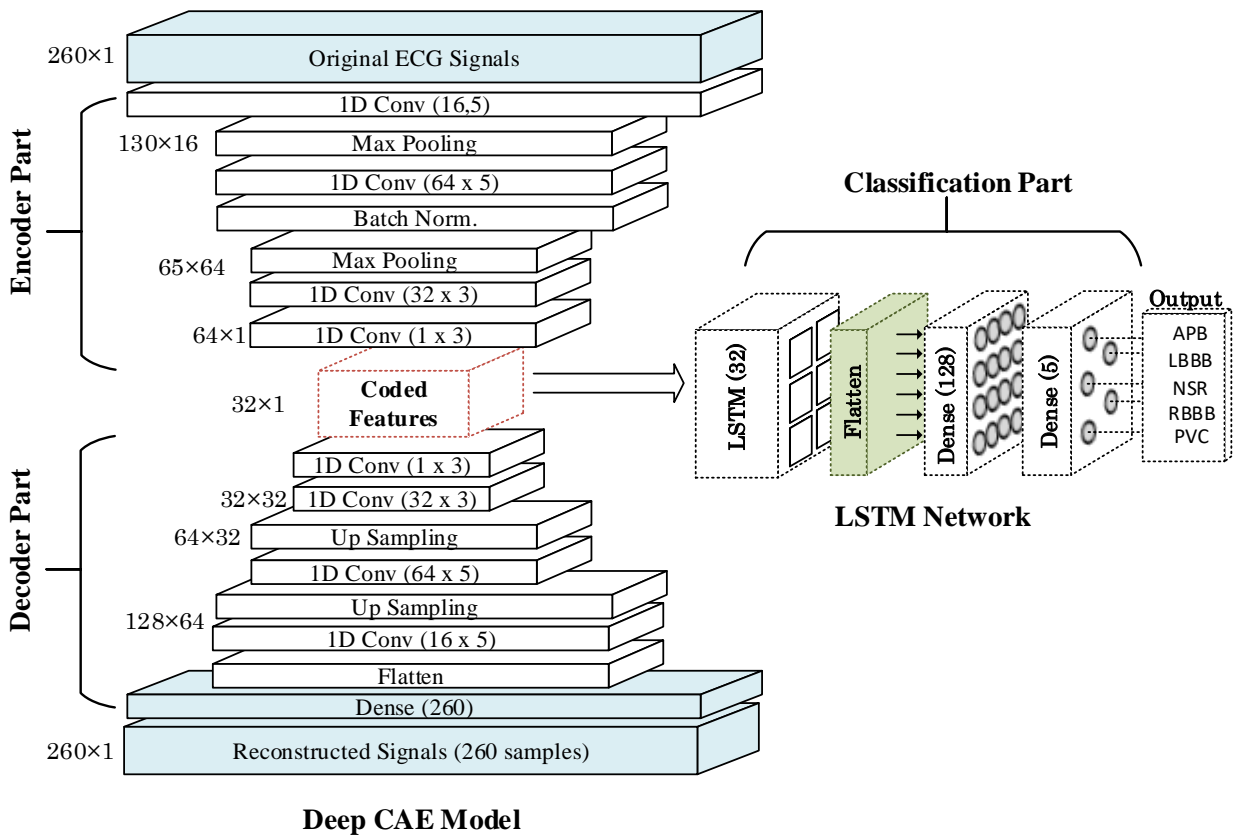 260×1
Original ECG Signals
Encoder Part
1D Conv (16,5)
130×16
Max Pooling
1D Conv (64 x 5)
Batch Norm.
65×64
Max Pooling
1D Conv (32 x 3)
64×1
1D Conv (1 x 3)
32×1
Coded
Features
Decoder Part
1D Conv (1 x 3)
32×32
1D Conv (32 x 3)
64×32
Up Sampling
1D Conv (64 x 5)
128×64
Up Sampling
1D Conv (16 x 5)
Flatten
Dense (260)
260×1
Reconstructed Signals (260 samples)
Deep CAE Model
Classification Part
LSTM (32)
Flatten
Dense (128)
Dense (5)
Output
APB
LBBB
NSR
RBBB
PVC
LSTM Network